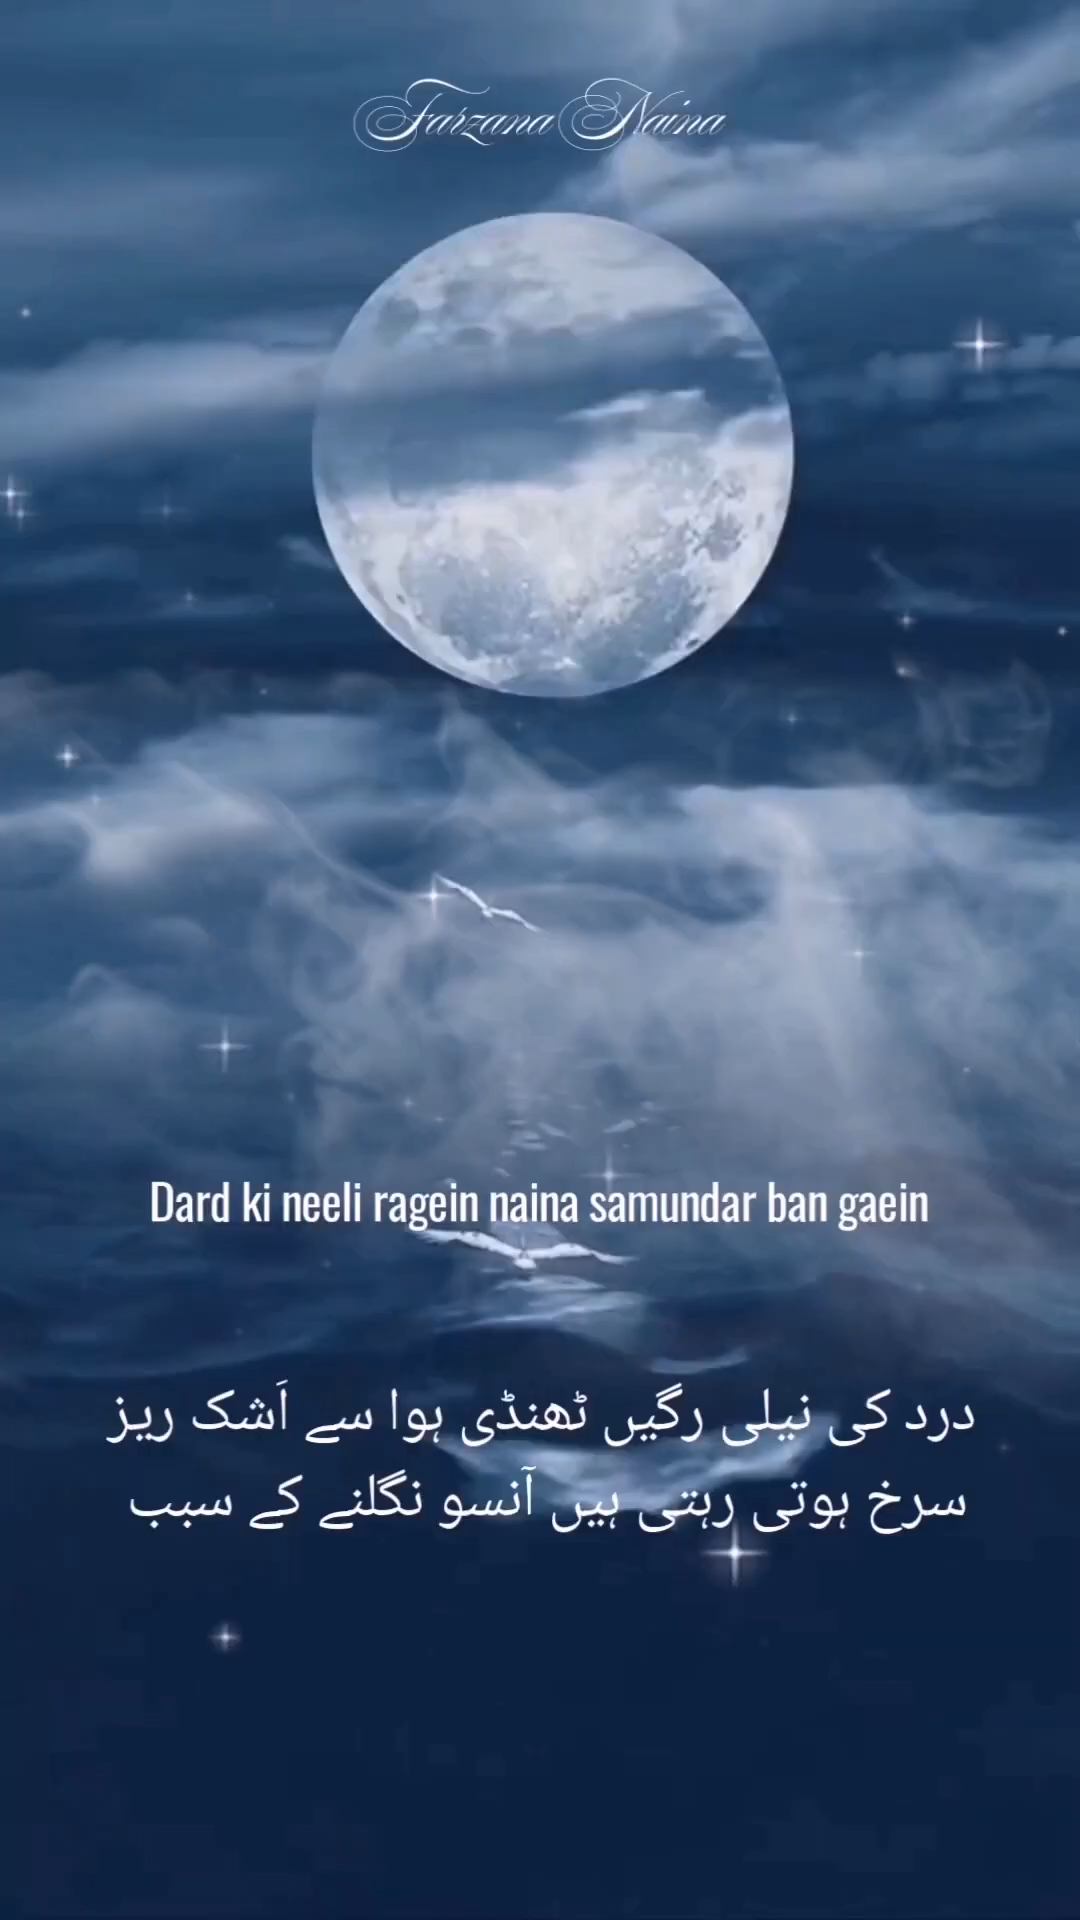 Farzana Naina
Dard ki neeli ragein naina samundar ban gaein
درد کی نیلی رگیں ٹھنڈی ہوا سے اَشک ریز
سرخ ہوتی رہتی ہیں آنسو نگلنے کے سبب